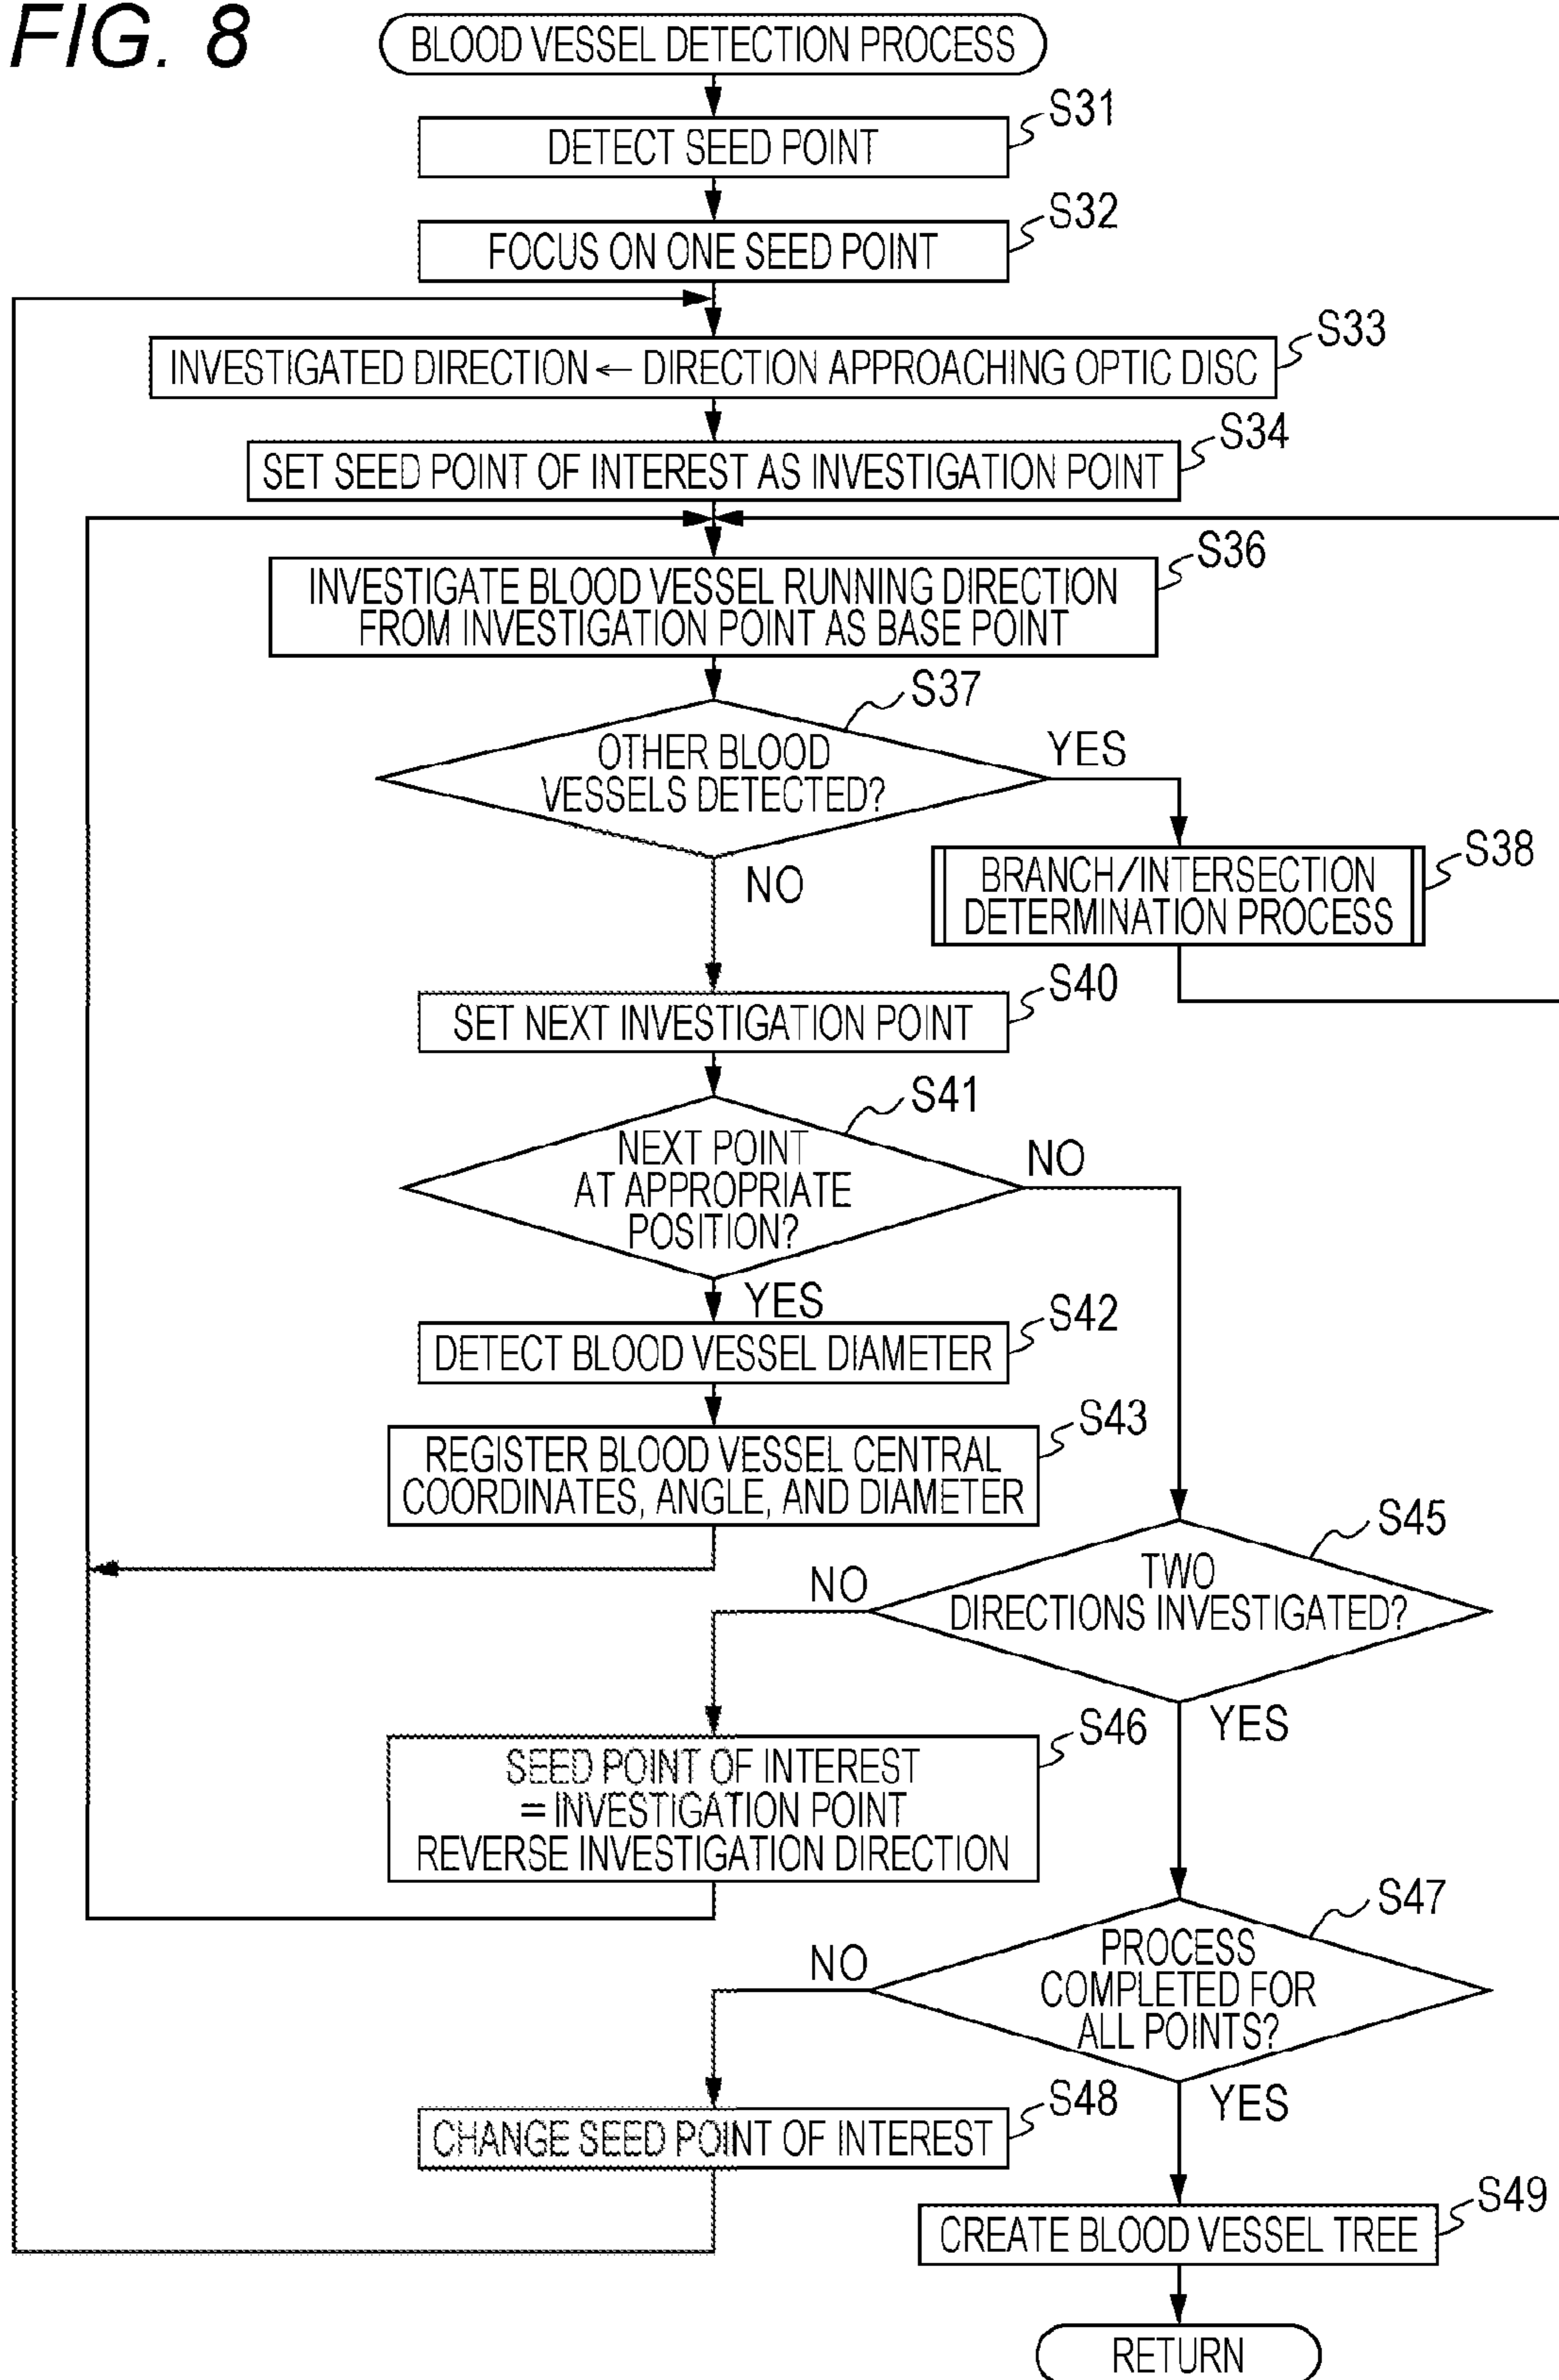 FIG. 8
BLOOD VESSEL DETECTION PROCESS
S31
DETECT SEED POINT
S32
FOCUS ON ONE SEED POINT
S33
INVESTIGATED DIRECTION ← DIRECTION APPROACHING OPTIC DISC
S34
SET SEED POINT OF INTEREST AS INVESTIGATION POINT
S36
INVESTIGATE BLOOD VESSEL RUNNING DIRECTION
FROM INVESTIGATION POINT AS BASE POINT
S37
OTHER BLOOD
VESSELS DETECTED?
YES
NO
S38
BRANCH/INTERSECTION
DETERMINATION PROCESS
S40
SET NEXT INVESTIGATION POINT
S41
NEXT POINT
AT APPROPRIATE
POSITION?
NO
YES
S42
DETECT BLOOD VESSEL DIAMETER
S43
REGISTER BLOOD VESSEL CENTRAL
COORDINATES, ANGLE, AND DIAMETER
S45
TWO
DIRECTIONS INVESTIGATED?
NO
YES
S46
SEED POINT OF INTEREST
= INVESTIGATION POINT
REVERSE INVESTIGATION DIRECTION
S47
PROCESS
COMPLETED FOR
ALL POINTS?
NO
YES
S48
CHANGE SEED POINT OF INTEREST
S49
CREATE BLOOD VESSEL TREE
RETURN